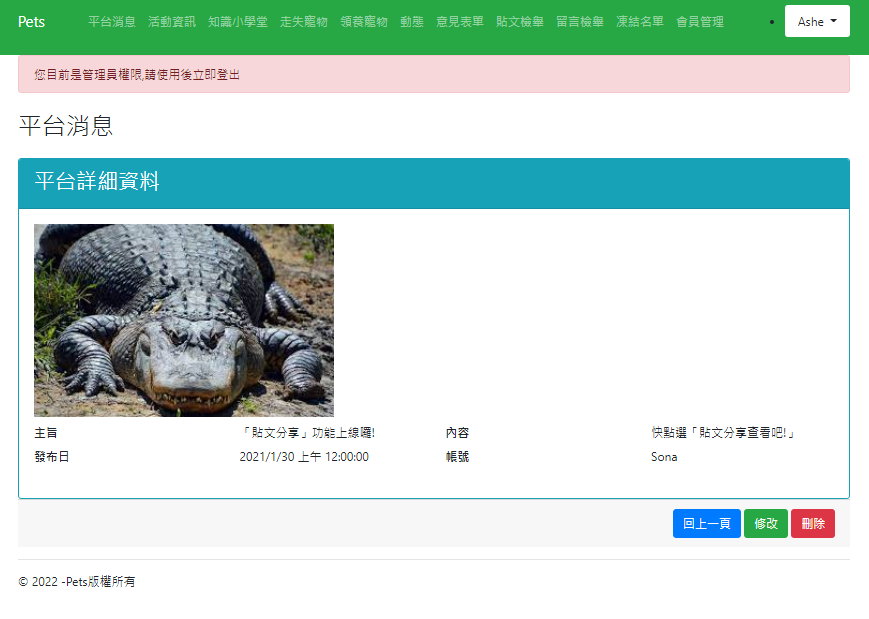 Pets 平台消息 活動資訊 知識小學堂 走失寵物 領養寵物 動態 意見表單 貼文檢舉 留言檢舉 凍結名單 會員管理 Ashe
您目前是管理員權限,請使用後立即登出
平台消息
平台詳細資料
主旨 「貼文分享」功能上線囉! 內容 快點選「貼文分享查看吧!」
發布日 2021/1/30 上午 12:00:00 帳號 Sona
回上一頁 修改 刪除
© 2022 -Pets版權所有